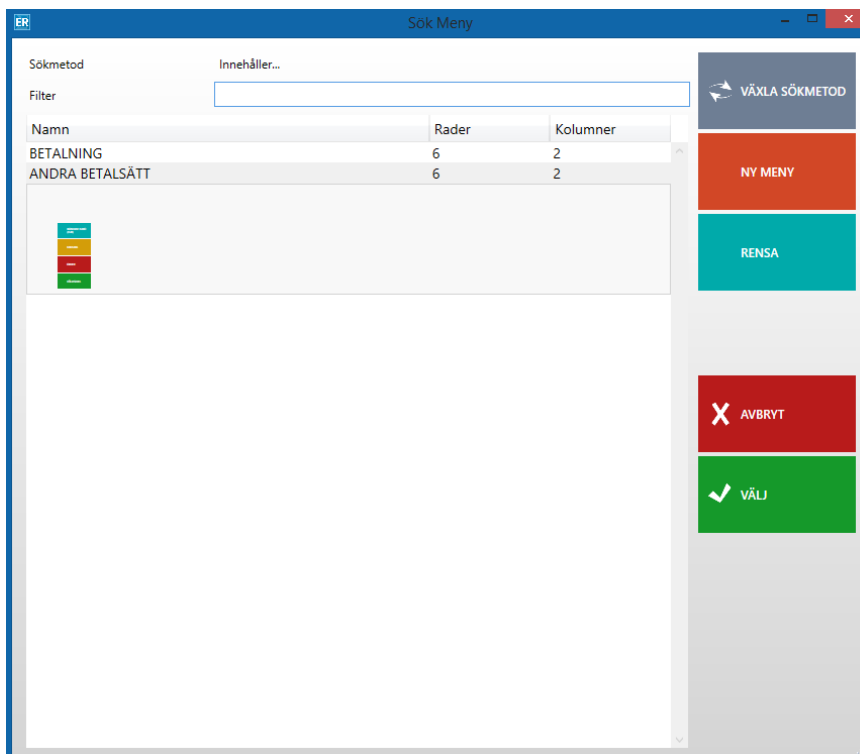 ER Sök Meny
Sökmetod Innehåller...
VÄXLA SÖKMETOD
Filter
Namn Rader Kolumner
BETALNING 6 2
ANDRA BETALSÄTT 6 2
NY MENY
RENSA
AVBRYT
VÄLJ